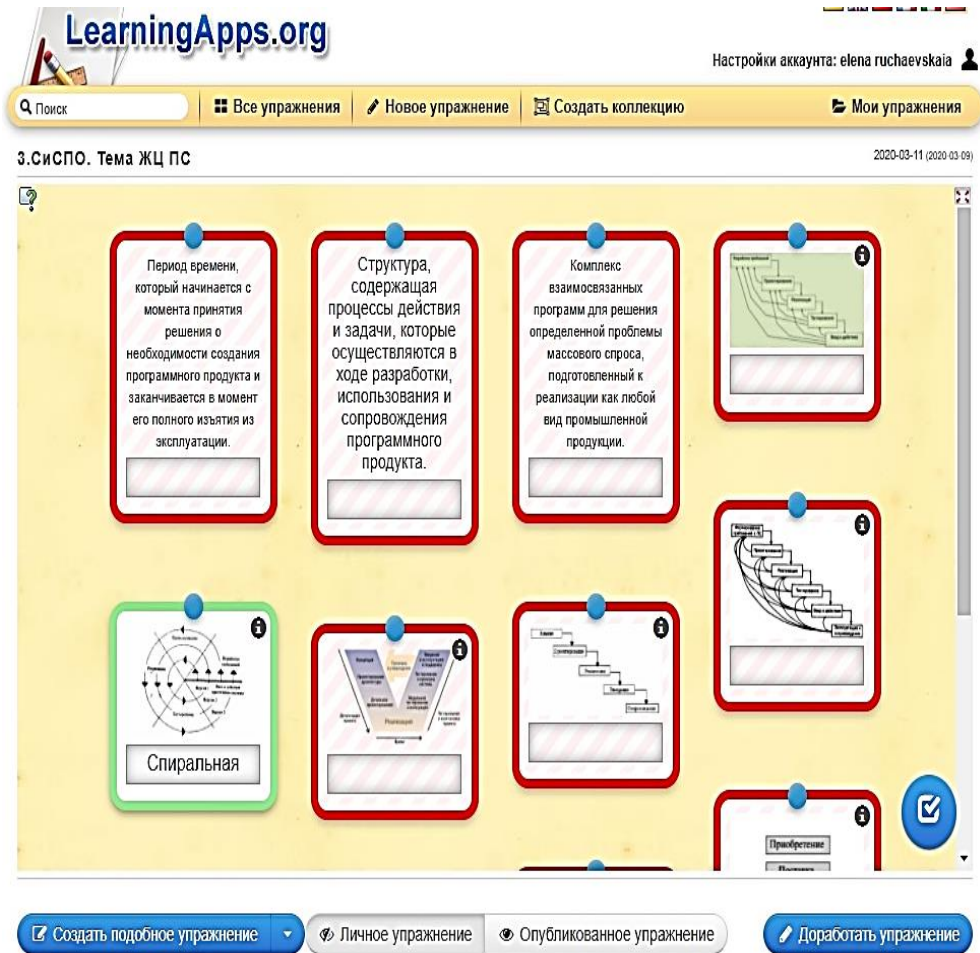 LearningApps.org
Настройки аккаунта: elena ruchaevskaia
Поиск
Все упражнения
Новое упражнение
Создать коллекцию
Мои упражнения
3.СиСПО. Тема ЖЦ ПС
2020-03-11 (2020-03-09)
Период времени,
который начинается с
момента принятия
решения о
необходимости создания
программного продукта и
заканчивается в момент
его полного изъятия из
эксплуатации.
Структура,
содержащая
процессы действия
и задачи, которые
осуществляются в
ходе разработки,
использования и
сопровождения
программного
продукта.
Комплекс
взаимосвязанных
программ для решения
определенной проблемы
массового спроса,
подготовленный к
реализации как любой
вид промышленной
продукции.
Спиральная
Реализация
Приобретение
Поставка
Создать подобное упражнение
Личное упражнение
Опубликованное упражнение
Доработать упражнение